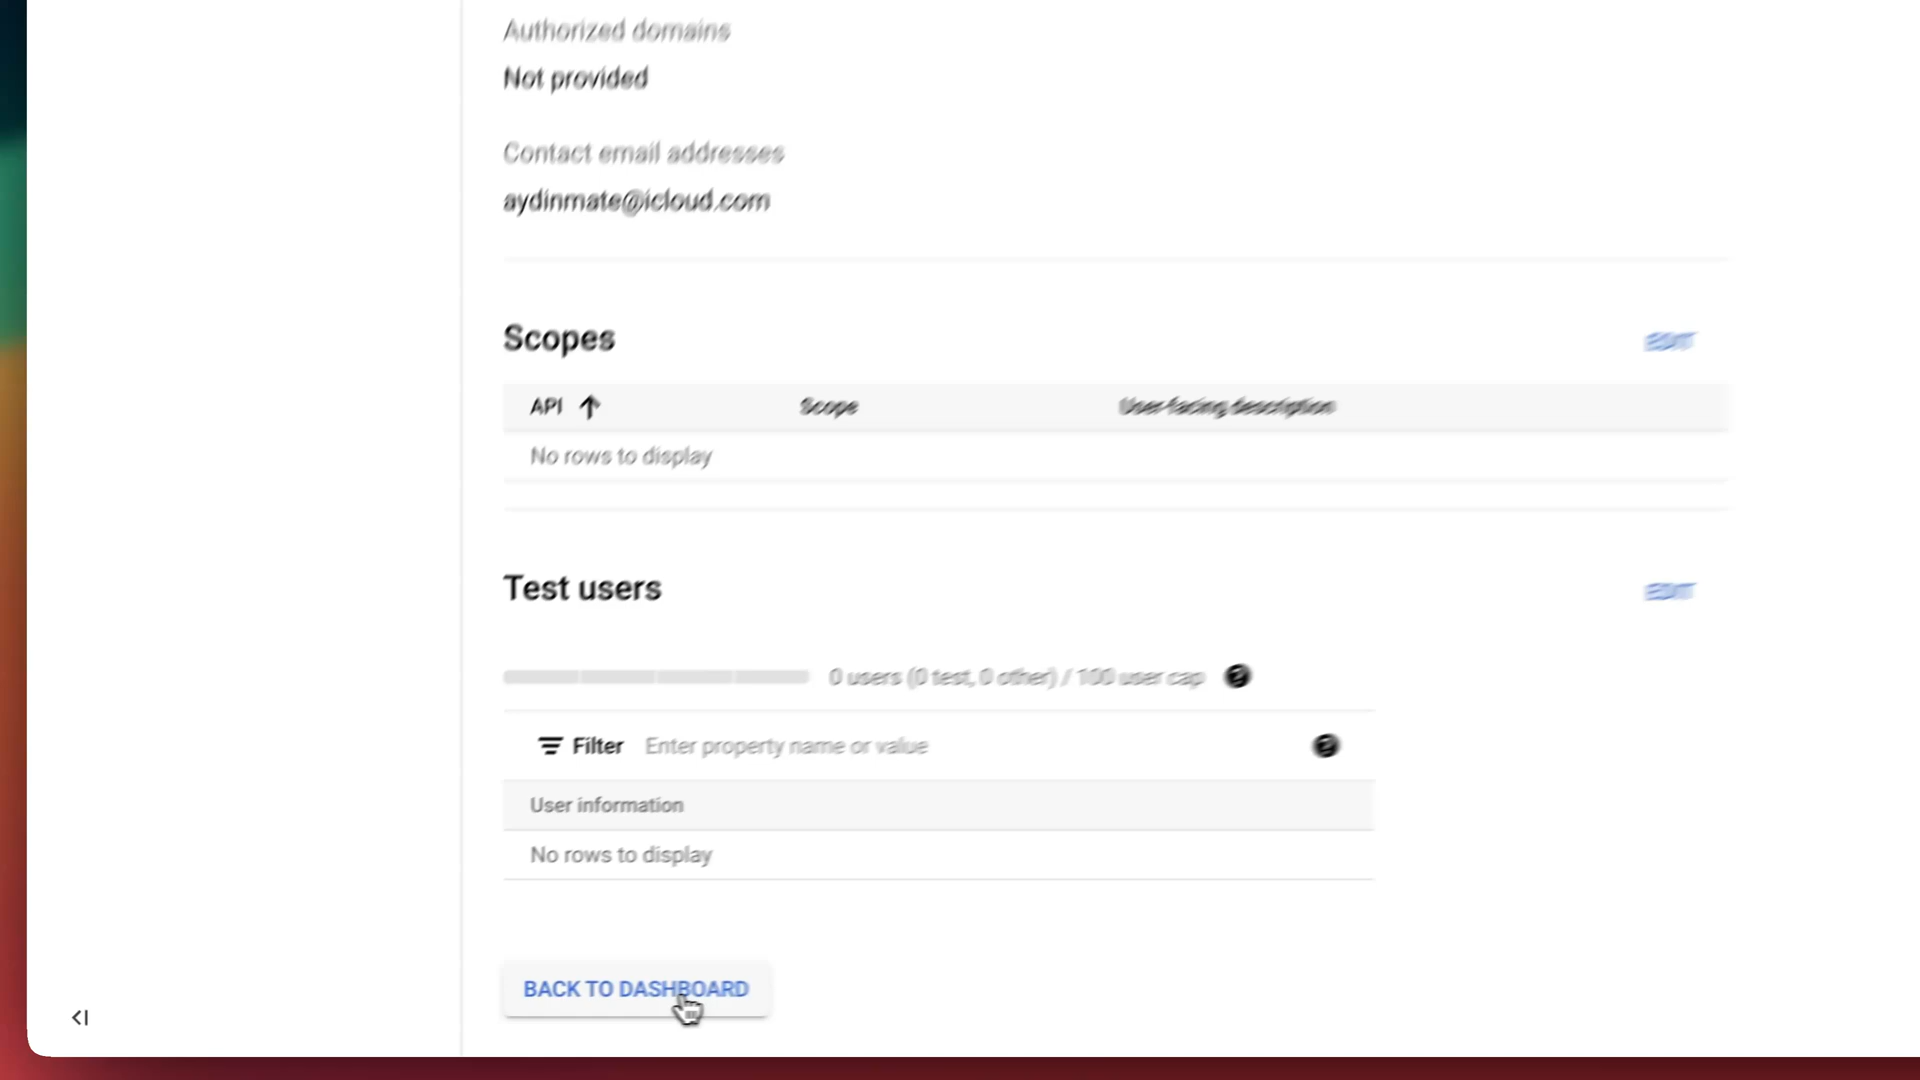 Authorized domains
Not provided
Contact email addresses
aydinmate@icloud.com
Scopes
EDIT
API Scope User-facing description
No rows to display
Test users
EDIT
0 users (0 test, 0 other) / 100 user cap
Filter Enter property name or value
User information
No rows to display
BACK TO DASHBOARD